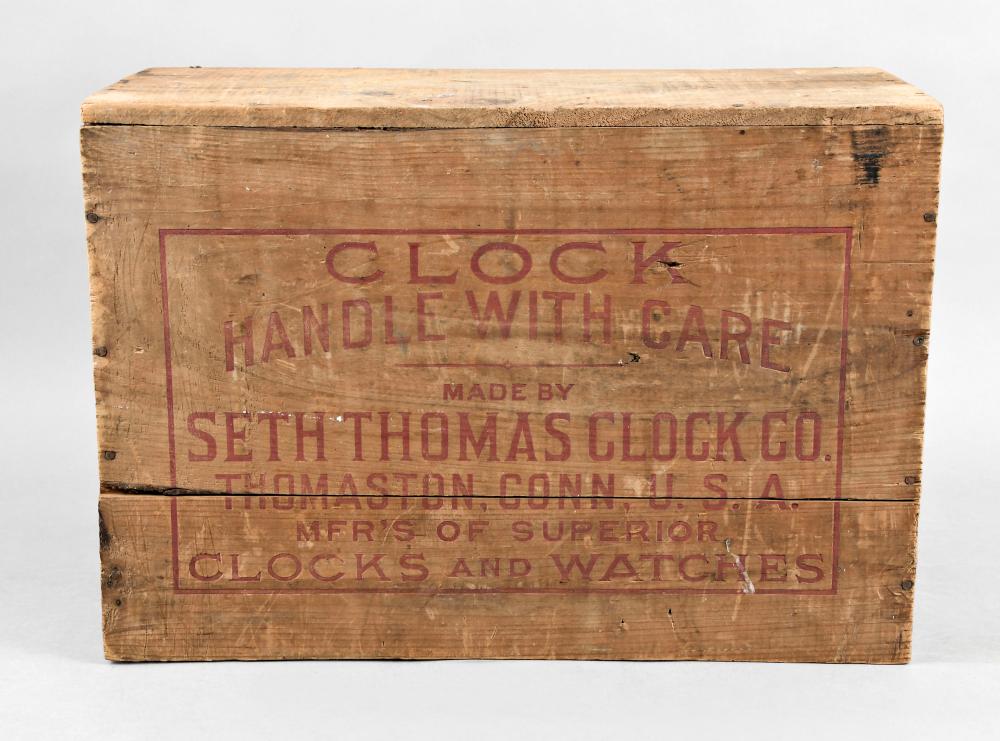 CLOCK
HANDLE WITH CARE
MADE BY
SETH THOMAS CLOCK CO.
THOMASTON, CONN, U. S. A.
MFR'S OF SUPERIOR
CLOCKS AND WATCHES